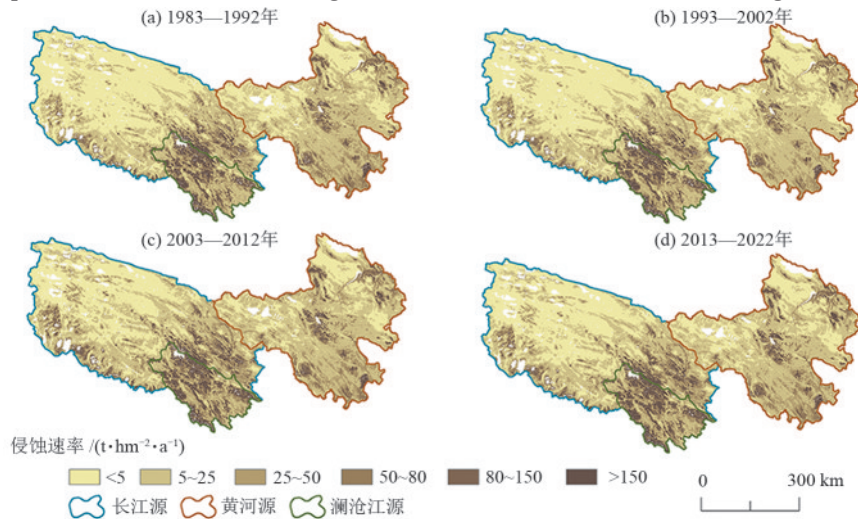 (a) 1983—1992年
(b) 1993—2002年
(c) 2003—2012年
(d) 2013—2022年
侵蚀速率 /(t•hm⁻²•a⁻¹)
<5 5~25 25~50 50~80 80~150 >150
长江源 黄河源 澜沧江源
0 300 km